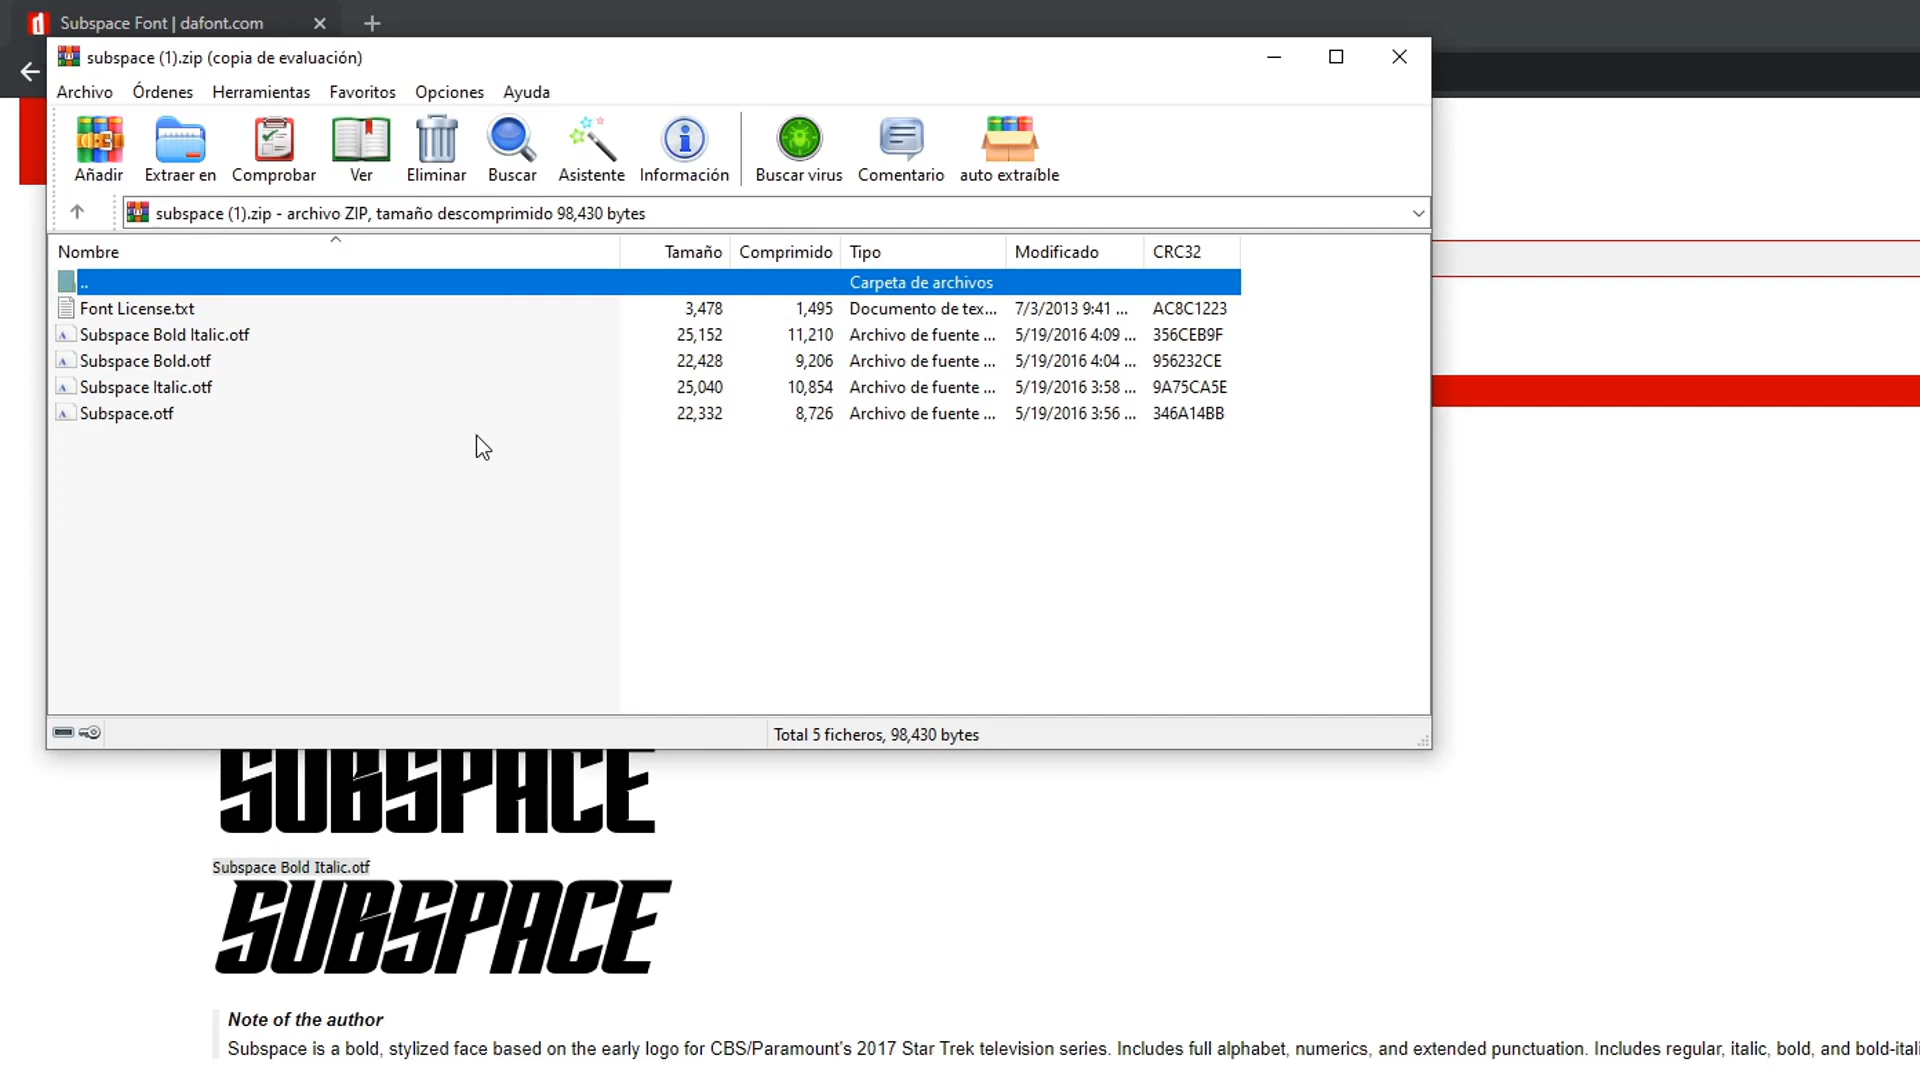 Subspace Font | dafont.com
subspace (1).zip (copia de evaluación)
Archivo Órdenes Herramientas Favoritos Opciones Ayuda
Añadir Extraer en Comprobar Ver Eliminar Buscar Asistente Información Buscar virus Comentario auto extraíble
subspace (1).zip - archivo ZIP, tamaño descomprimido 98,430 bytes
Nombre Tamaño Comprimido Tipo Modificado CRC32
.. Carpeta de archivos
Font License.txt 3,478 1,495 Documento de tex... 7/3/2013 9:41 ... AC8C1223
Subspace Bold Italic.otf 25,152 11,210 Archivo de fuente ... 5/19/2016 4:09 ... 356CEB9F
Subspace Bold.otf 22,428 9,206 Archivo de fuente ... 5/19/2016 4:04 ... 956232CE
Subspace Italic.otf 25,040 10,854 Archivo de fuente ... 5/19/2016 3:58 ... 9A75CA5E
Subspace.otf 22,332 8,726 Archivo de fuente ... 5/19/2016 3:56 ... 346A14BB
Total 5 ficheros, 98,430 bytes
SUBSPACE
Subspace Bold Italic.otf
SUBSPACE
Note of the author
Subspace is a bold, stylized face based on the early logo for CBS/Paramount's 2017 Star Trek television series. Includes full alphabet, numerics, and extended punctuation. Includes regular, italic, bold, and bold-itali